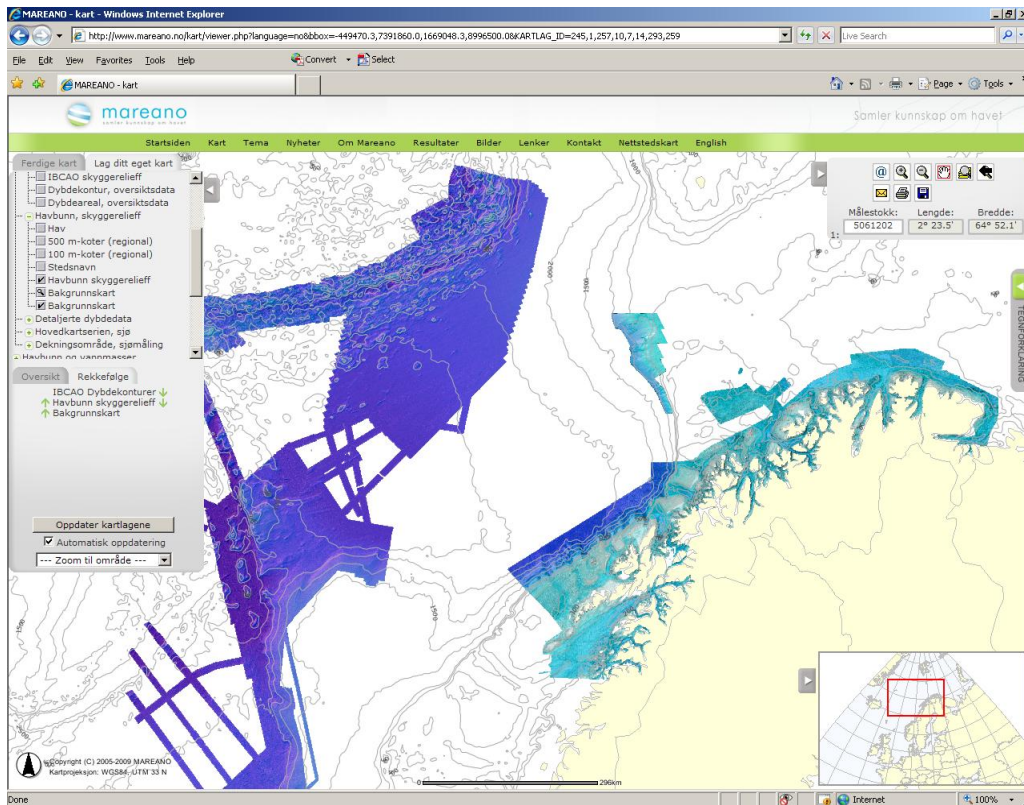 MAREANO - kart - Windows Internet Explorer
http://www.mareano.no/kart/viewer.php?language=no&bbox=-449470.3,7391860.0,1669048.3,8996500.0&KARTLAG_ID=245,1,257,10,7,14,293,259
Live Search
File Edit View Favorites Tools Help
Convert Select
MAREANO - kart
Page Tools
mareano
samler kunnskap om havet
Samler kunnskap om havet
Startsiden Kart Tema Nyheter Om Mareano Resultater Bilder Lenker Kontakt Nettstedskart English
Ferdige kart Lag ditt eget kart
IBCAO skyggerelieff
Dybdekontur, oversiktsdata
Dybdeareal, oversiktsdata
Havbunn, skyggerelieff
Hav
500 m-koter (regional)
100 m-koter (regional)
Stedsnavn
Havbunn skyggerelieff
Bakgrunnskart
Bakgrunnskart
Detaljerte dybdedata
Hovedkartserien, sjø
Dekningsområde, sjømåling
Havbunn og vannmasser
Oversikt Rekkefølge
IBCAO Dybdekonturer
Havbunn skyggerelieff
Bakgrunnskart
Oppdater kartlagene
Automatisk oppdatering
--- Zoom til område ---
Målestokk: Lengde: Bredde:
1: 5061202 2° 23.5' 64° 52.1'
TEGNFORKLARING
2000
1500
1500
Copyright (C) 2005-2009 MAREANO
Kartprojeksjon: WGS84, UTM 33 N
0 296km
Done
Internet
100%